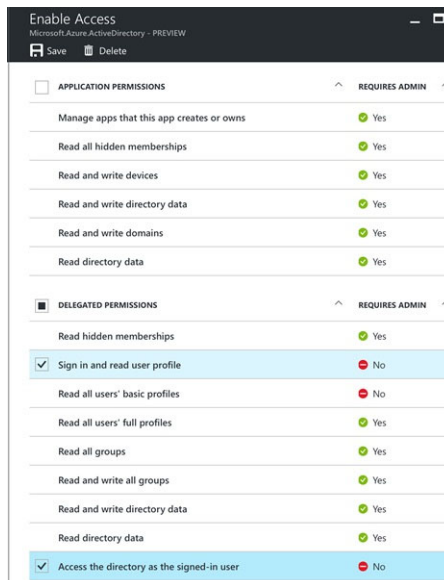 Enable Access
Microsoft.Azure.ActiveDirectory - PREVIEW
Save Delete
APPLICATION PERMISSIONS REQUIRES ADMIN
Manage apps that this app creates or owns Yes
Read all hidden memberships Yes
Read and write devices Yes
Read and write directory data Yes
Read and write domains Yes
Read directory data Yes
DELEGATED PERMISSIONS REQUIRES ADMIN
Read hidden memberships Yes
Sign in and read user profile No
Read all users' basic profiles No
Read all users' full profiles Yes
Read all groups Yes
Read and write all groups Yes
Read and write directory data Yes
Read directory data Yes
Access the directory as the signed-in user No